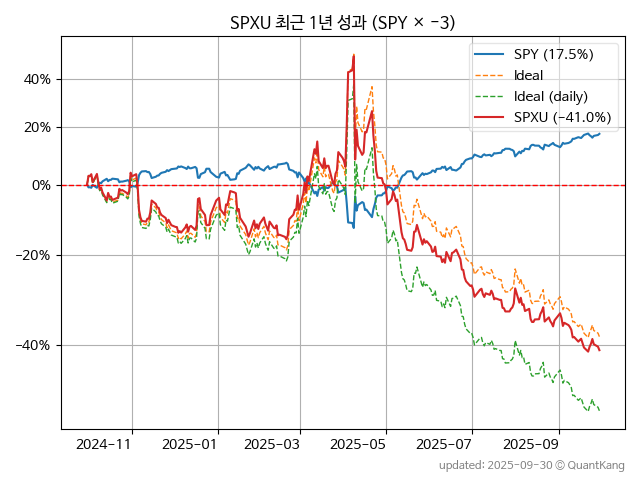 SPXU 최근 1년 성과 (SPY × −3)
SPY (17.5%)
Ideal
Ideal (daily)
SPXU (−41.0%)
40%
20%
0%
−20%
−40%
2024-11
2025-01
2025-03
2025-05
2025-07
2025-09
updated: 2025-09-30 © QuantKang